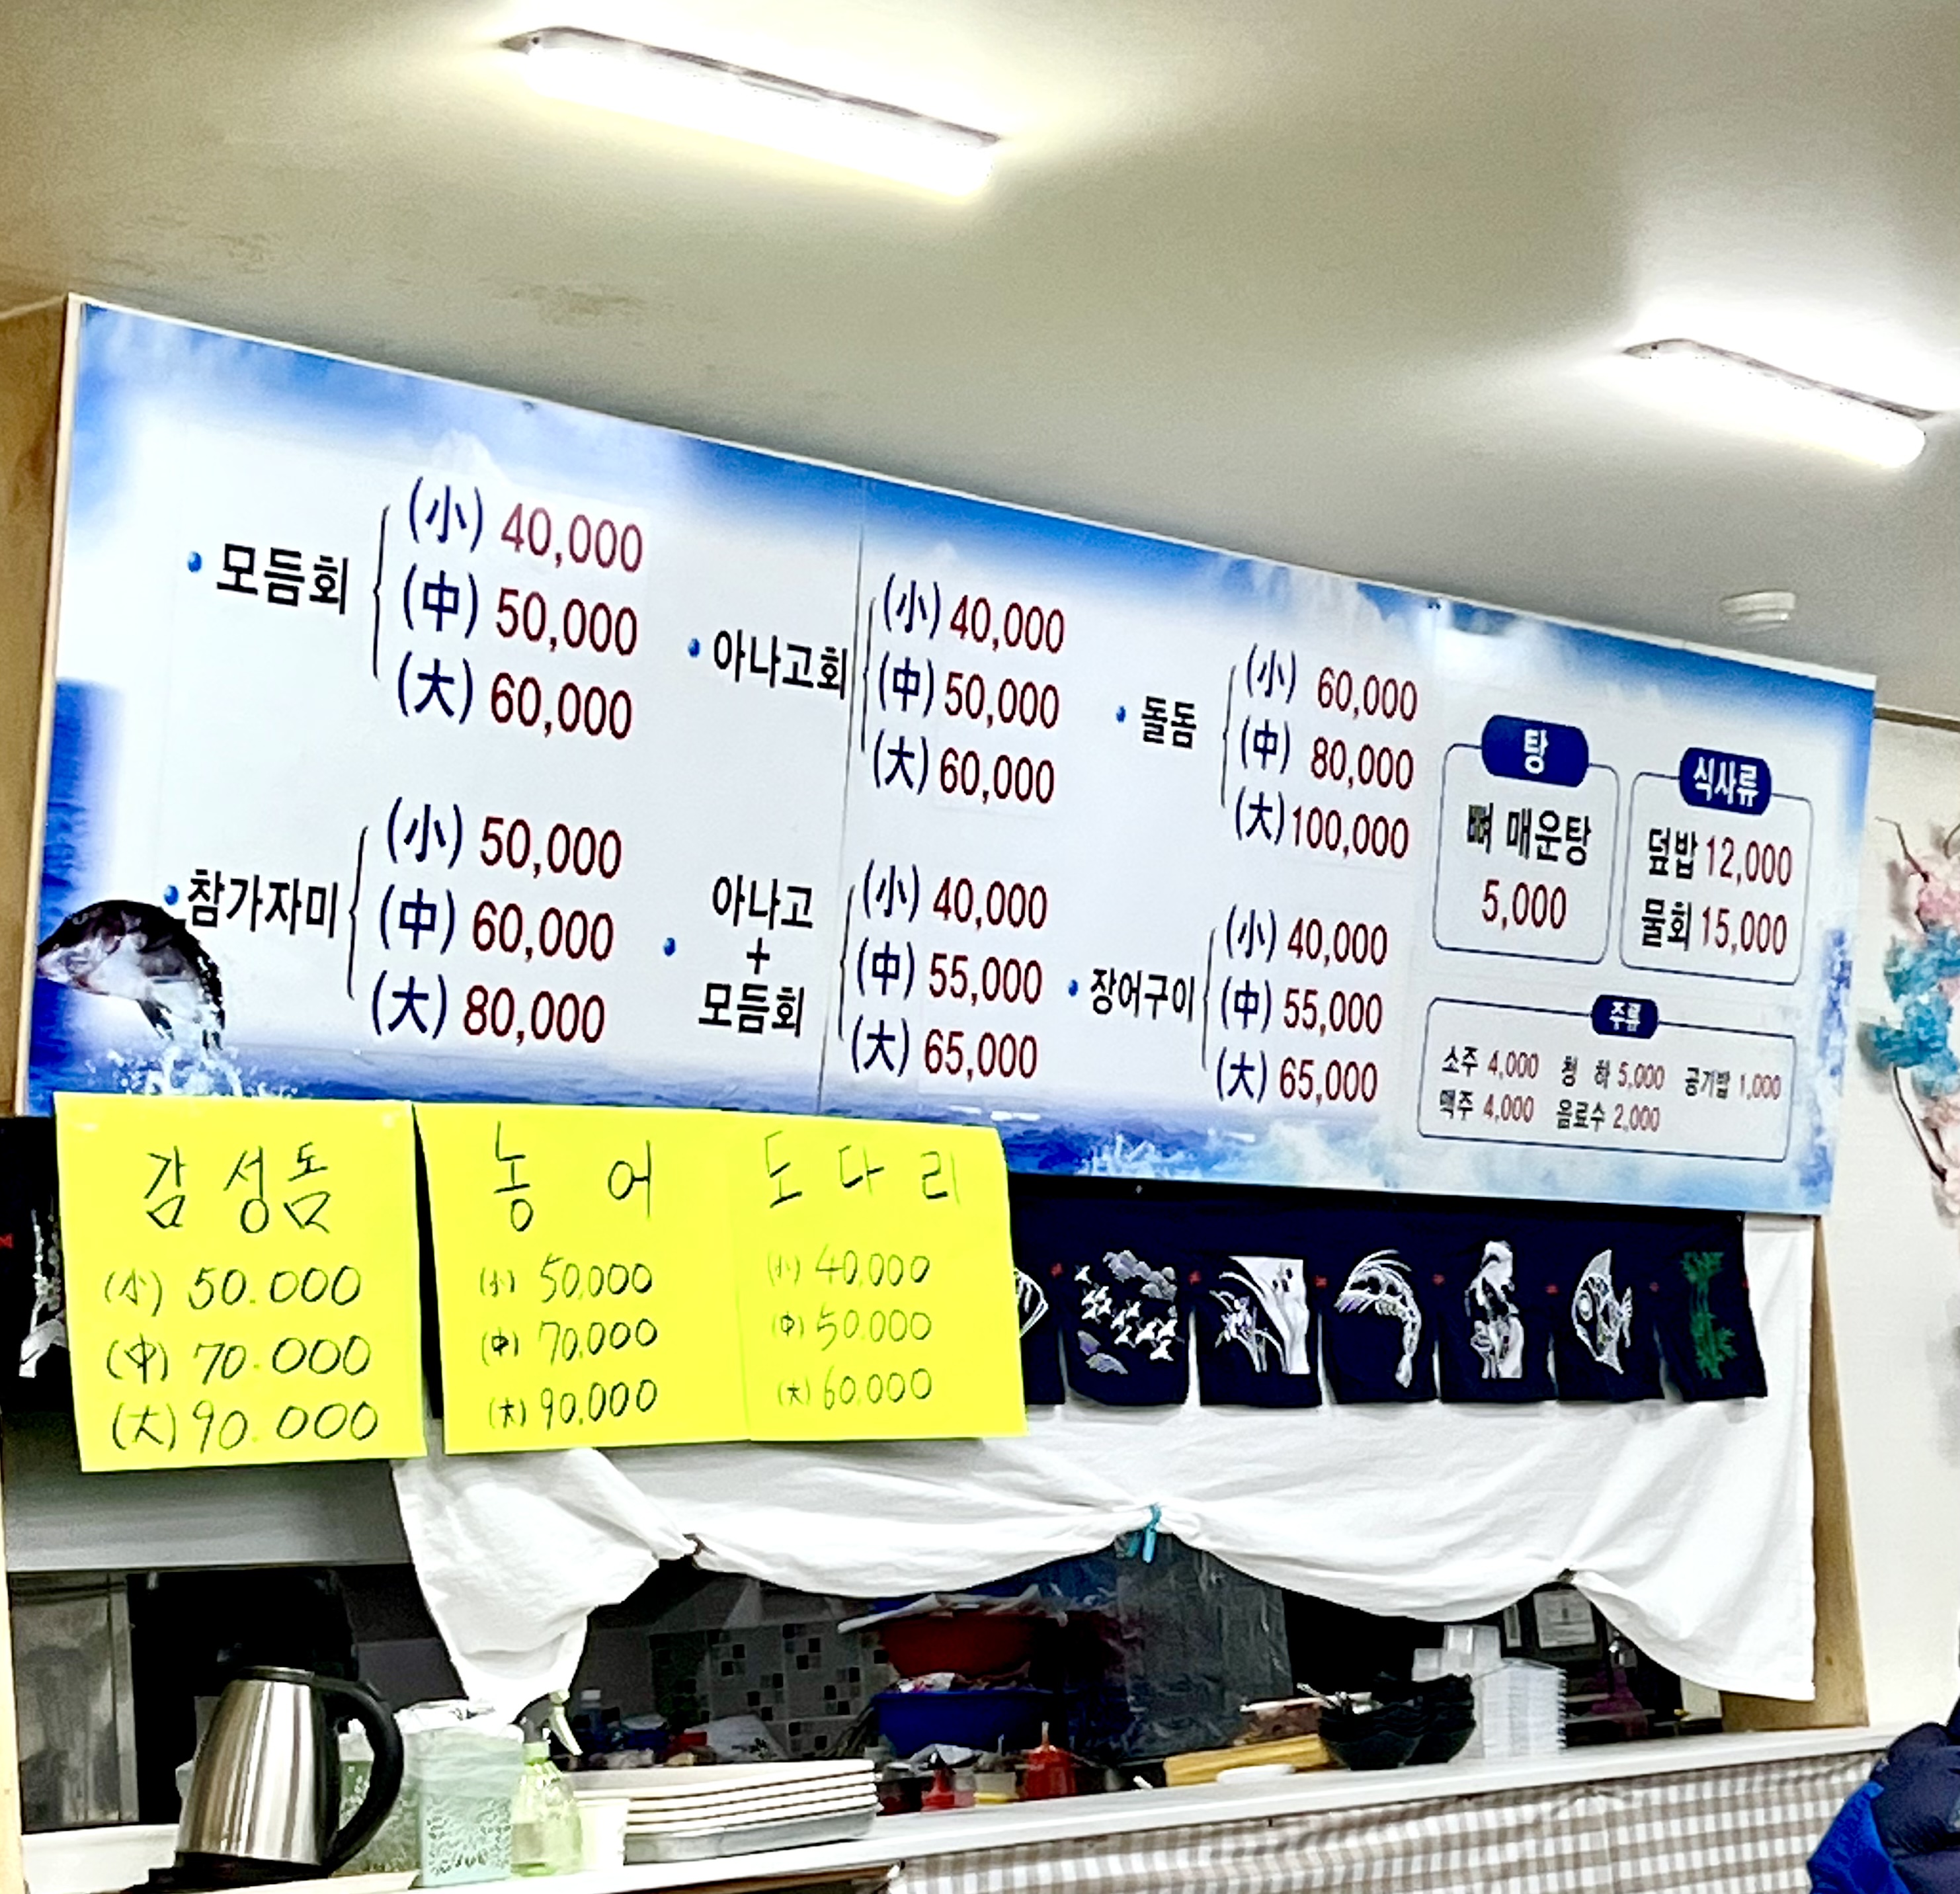 모듬회
(小) 40,000
(中) 50,000
(大) 60,000
참가자미
(小) 50,000
(中) 60,000
(大) 80,000
아나고회
(小) 40,000
(中) 50,000
(大) 60,000
아나고
+
모듬회
(小) 40,000
(中) 55,000
(大) 65,000
돌돔
(小) 60,000
(中) 80,000
(大) 100,000
장어구이
(小) 40,000
(中) 55,000
(大) 65,000
탕
뼈 매운탕
5,000
식사류
덮밥 12,000
물회 15,000
주류
소주 4,000 청 하 5,000 공기밥 1,000
맥주 4,000 음료수 2,000
감성돔
(小) 50.000
(中) 70.000
(大) 90.000
농어
(小) 50.000
(中) 70.000
(大) 90.000
도다리
(小) 40.000
(中) 50.000
(大) 60.000